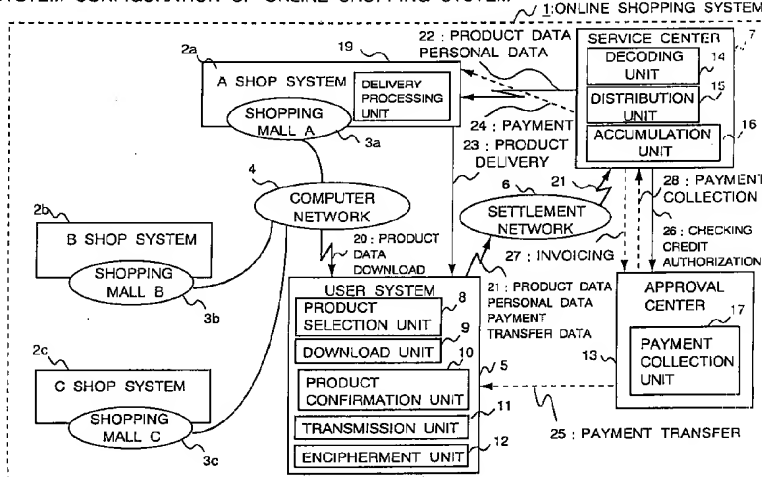 SYSTEM CONFIGURATION OF ONLINE SHOPPING SYSTEM
1:ONLINE SHOPPING SYSTEM
2a
19
A SHOP SYSTEM
DELIVERY
PROCESSING
UNIT
SHOPPING
MALL A
3a
22 : PRODUCT DATA
PERSONAL DATA
SERVICE CENTER
7
DECODING
UNIT
14
DISTRIBUTION
UNIT
15
ACCUMULATION
UNIT
16
24 : PAYMENT
23 : PRODUCT
DELIVERY
4
COMPUTER
NETWORK
6
21
SETTLEMENT
NETWORK
28 : PAYMENT
COLLECTION
26 : CHECKING
CREDIT
AUTHORIZATION
27 : INVOICING
2b
B SHOP SYSTEM
SHOPPING
MALL B
3b
20 : PRODUCT
DATA
DOWNLOAD
21 : PRODUCT DATA
PERSONAL DATA
PAYMENT
TRANSFER DATA
USER SYSTEM
PRODUCT
SELECTION UNIT
8
9
DOWNLOAD UNIT
10
PRODUCT
CONFIRMATION UNIT
5
11
TRANSMISSION UNIT
12
ENCIPHERMENT UNIT
APPROVAL
CENTER
17
13
PAYMENT
COLLECTION
UNIT
25 : PAYMENT TRANSFER
2c
C SHOP SYSTEM
SHOPPING
MALL C
3c